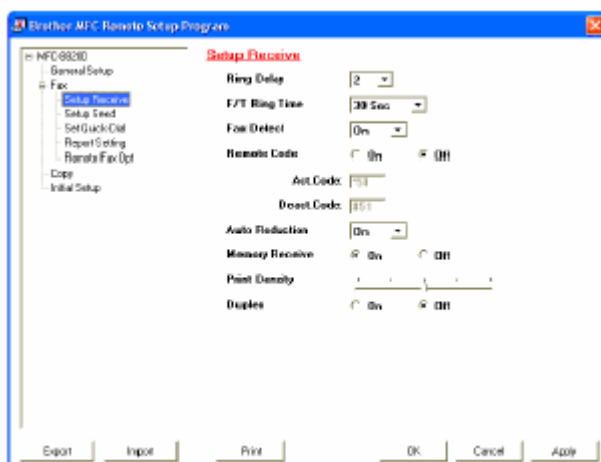 Brother MFC Remote Setup Program
General Setup
Fax
Setup Receive
Setup Send
Set Quick-Dial
Report Setting
Remote Fax Opt
Copy
Initial Setup
Setup Receive
Ring Delay 2
F/T Ring Time 30 Sec
Fax Detect On
Remote Code On Off
Act.Code:
Deact.Code:
Auto Reduction On
Memory Receive On Off
Print Density
Duplex On Off
Export Import Print OK Cancel Apply